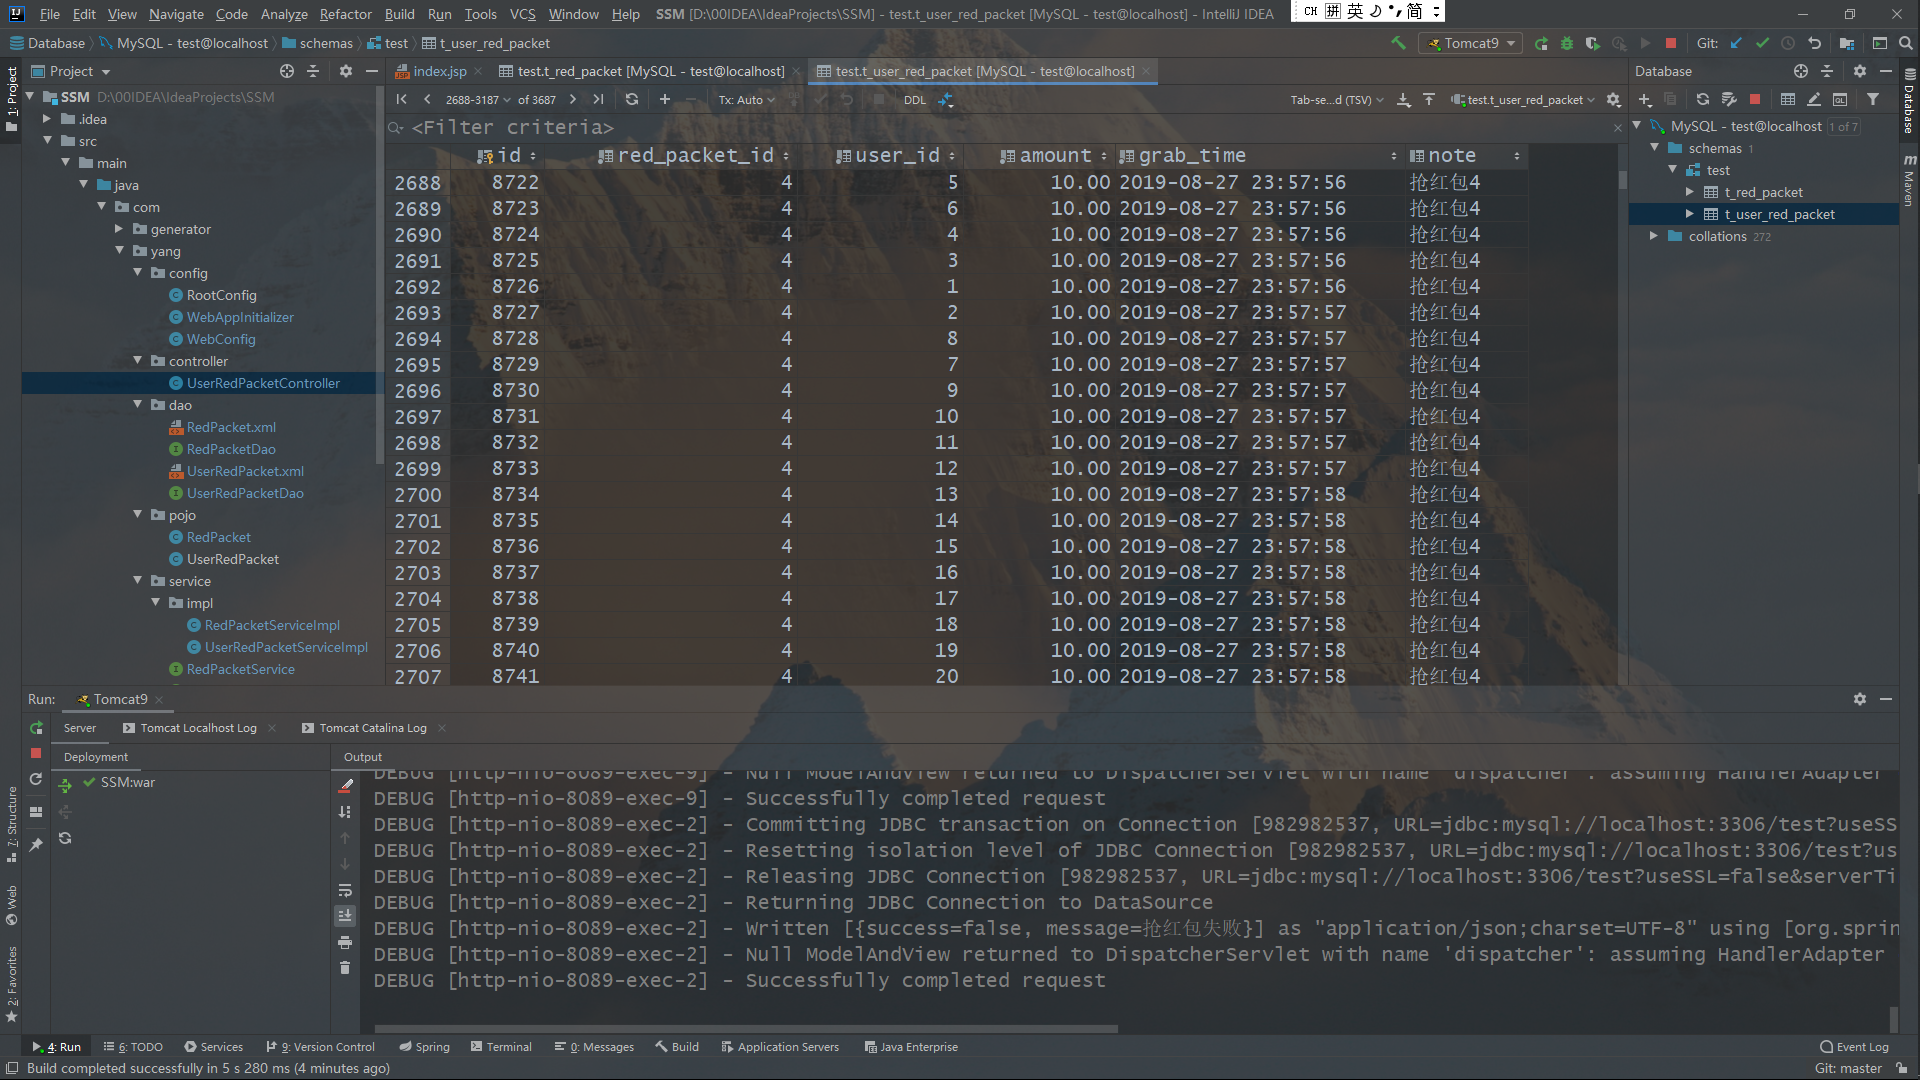 File Edit View Navigate Code Analyze Refactor Build Run Tools VCS Window Help SSM [D:\00IDEA\IdeaProjects\SSM] - test.t_user_red_packet [MySQL - test@localhost] - IntelliJ IDEA
CH 拼 英 简
Database MySQL - test@localhost schemas test t_user_red_packet
Tomcat9 Git:
1: Project
Project
SSM D:\00IDEA\IdeaProjects\SSM
.idea
src
main
java
com
generator
yang
config
RootConfig
WebAppInitializer
WebConfig
controller
UserRedPacketController
dao
RedPacket.xml
RedPacketDao
UserRedPacket.xml
UserRedPacketDao
pojo
RedPacket
UserRedPacket
service
impl
RedPacketServiceImpl
UserRedPacketServiceImpl
RedPacketService
index.jsp test.t_red_packet [MySQL - test@localhost] test.t_user_red_packet [MySQL - test@localhost]
2688-3187 of 3687 Tx: Auto DDL Tab-se...d (TSV) test.t_user_red_packet
<Filter criteria>
id red_packet_id user_id amount grab_time note
2688 8722 4 5 10.00 2019-08-27 23:57:56 抢红包4
2689 8723 4 6 10.00 2019-08-27 23:57:56 抢红包4
2690 8724 4 4 10.00 2019-08-27 23:57:56 抢红包4
2691 8725 4 3 10.00 2019-08-27 23:57:56 抢红包4
2692 8726 4 1 10.00 2019-08-27 23:57:56 抢红包4
2693 8727 4 2 10.00 2019-08-27 23:57:57 抢红包4
2694 8728 4 8 10.00 2019-08-27 23:57:57 抢红包4
2695 8729 4 7 10.00 2019-08-27 23:57:57 抢红包4
2696 8730 4 9 10.00 2019-08-27 23:57:57 抢红包4
2697 8731 4 10 10.00 2019-08-27 23:57:57 抢红包4
2698 8732 4 11 10.00 2019-08-27 23:57:57 抢红包4
2699 8733 4 12 10.00 2019-08-27 23:57:57 抢红包4
2700 8734 4 13 10.00 2019-08-27 23:57:58 抢红包4
2701 8735 4 14 10.00 2019-08-27 23:57:58 抢红包4
2702 8736 4 15 10.00 2019-08-27 23:57:58 抢红包4
2703 8737 4 16 10.00 2019-08-27 23:57:58 抢红包4
2704 8738 4 17 10.00 2019-08-27 23:57:58 抢红包4
2705 8739 4 18 10.00 2019-08-27 23:57:58 抢红包4
2706 8740 4 19 10.00 2019-08-27 23:57:58 抢红包4
2707 8741 4 20 10.00 2019-08-27 23:57:58 抢红包4
Database
MySQL - test@localhost 1 of 7
schemas 1
test
t_red_packet
t_user_red_packet
collations 272
Database
Maven
Run: Tomcat9
Server Tomcat Localhost Log Tomcat Catalina Log
Deployment Output
SSM:war
DEBUG [http-nio-8089-exec-9] - Null ModelAndView returned to DispatcherServlet with name 'dispatcher': assuming HandlerAdapter
DEBUG [http-nio-8089-exec-9] - Successfully completed request
DEBUG [http-nio-8089-exec-2] - Committing JDBC transaction on Connection [982982537, URL=jdbc:mysql://localhost:3306/test?useSS
DEBUG [http-nio-8089-exec-2] - Resetting isolation level of JDBC Connection [982982537, URL=jdbc:mysql://localhost:3306/test?us
DEBUG [http-nio-8089-exec-2] - Releasing JDBC Connection [982982537, URL=jdbc:mysql://localhost:3306/test?useSSL=false&serverTi
DEBUG [http-nio-8089-exec-2] - Returning JDBC Connection to DataSource
DEBUG [http-nio-8089-exec-2] - Written [{success=false, message=抢红包失败}] as "application/json;charset=UTF-8" using [org.sprin
DEBUG [http-nio-8089-exec-2] - Null ModelAndView returned to DispatcherServlet with name 'dispatcher': assuming HandlerAdapter
DEBUG [http-nio-8089-exec-2] - Successfully completed request
7: Structure
Web
2: Favorites
4: Run 6: TODO Services 9: Version Control Spring Terminal 0: Messages Build Application Servers Java Enterprise Event Log
Build completed successfully in 5 s 280 ms (4 minutes ago) Git: master